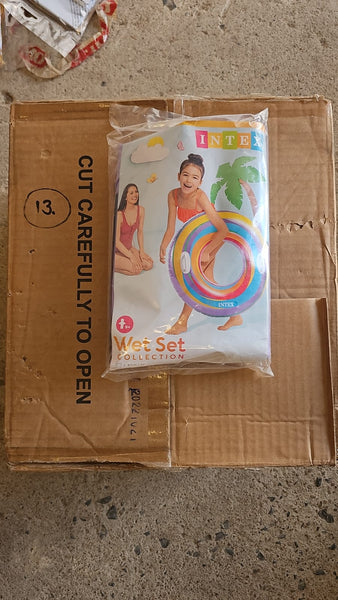 INTEX
INTEX
Wet Set
COLLECTION
CUT CAREFULLY TO OPEN
13.